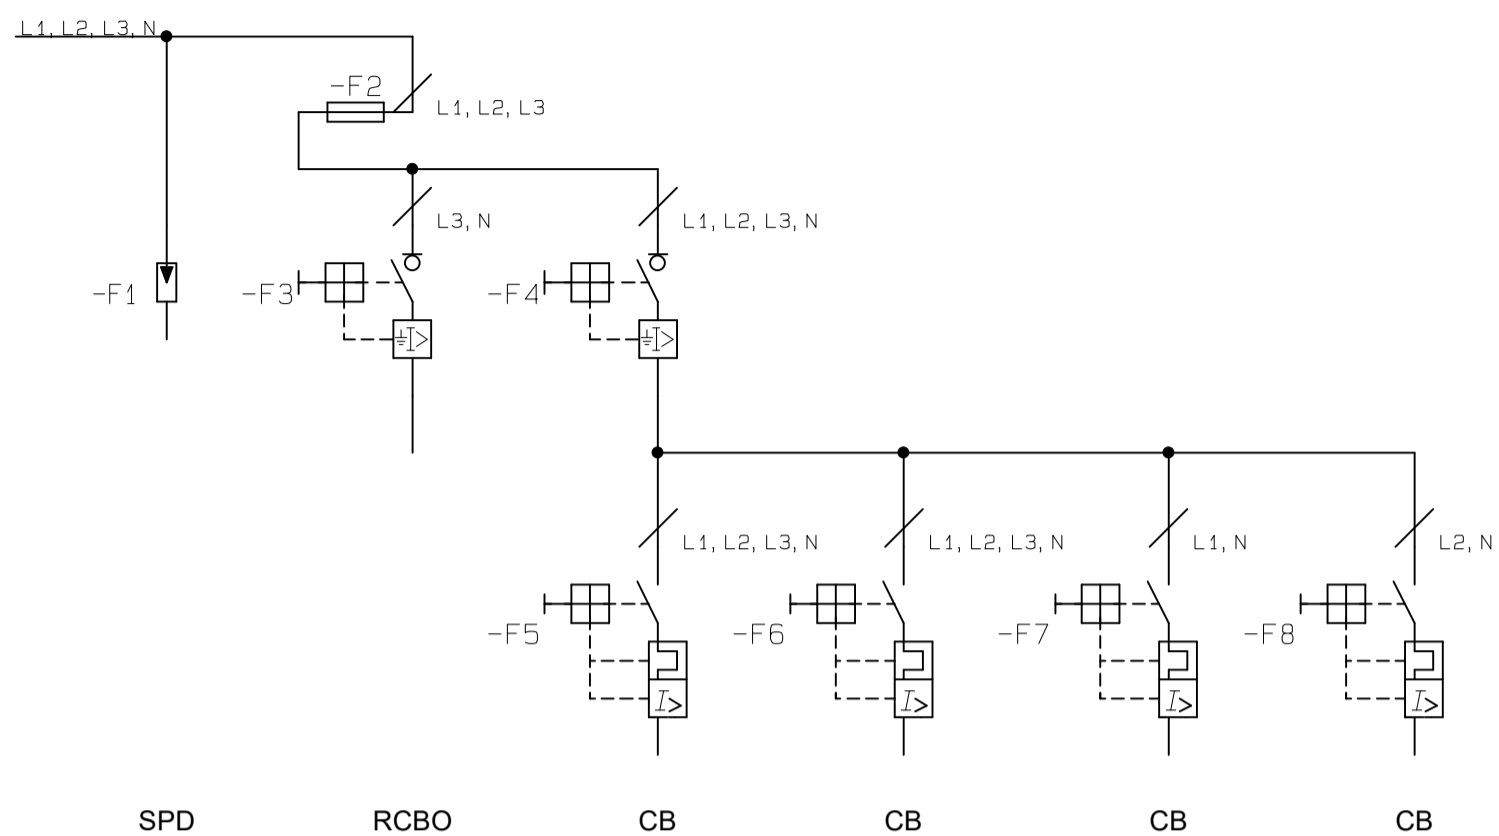 L1, L2, L3, N
-F2
L1, L2, L3
L3, N
L1, L2, L3, N
-F1
-F3
-F4
I>
I>
L1, L2, L3, N
L1, L2, L3, N
L1, N
L2, N
-F5
-F6
-F7
-F8
I>
I>
I>
I>
SPD
RCBO
CB
CB
CB
CB